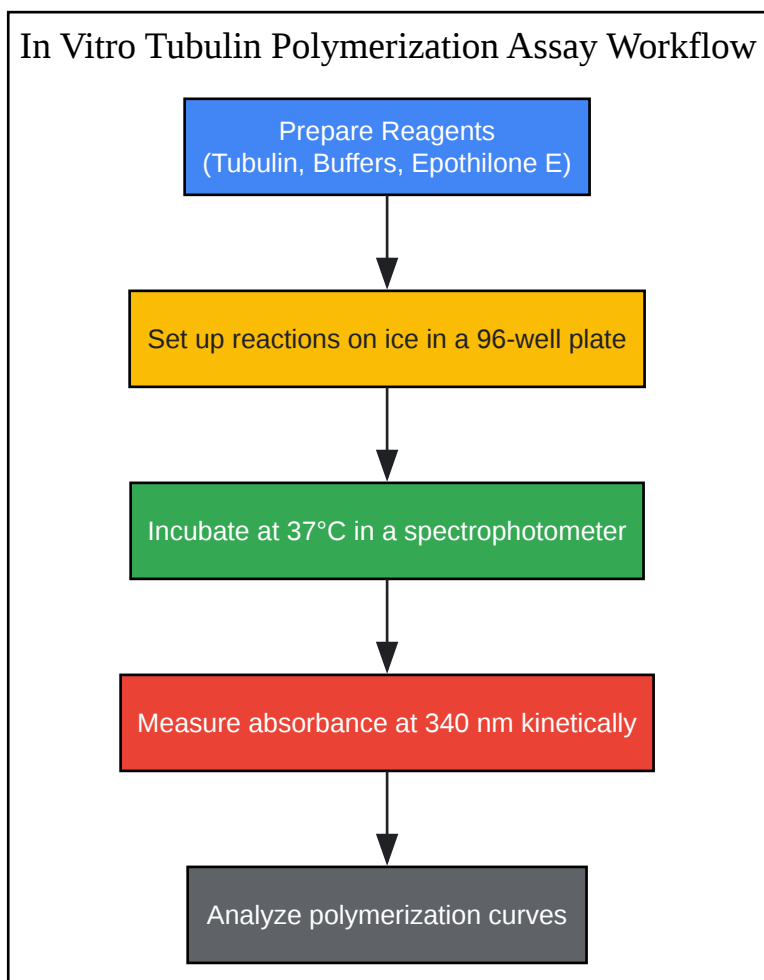 In Vitro Tubulin Polymerization Assay Workflow
Prepare Reagents
(Tubulin, Buffers, Epothilone E)
Set up reactions on ice in a 96-well plate
Incubate at 37°C in a spectrophotometer
Measure absorbance at 340 nm kinetically
Analyze polymerization curves